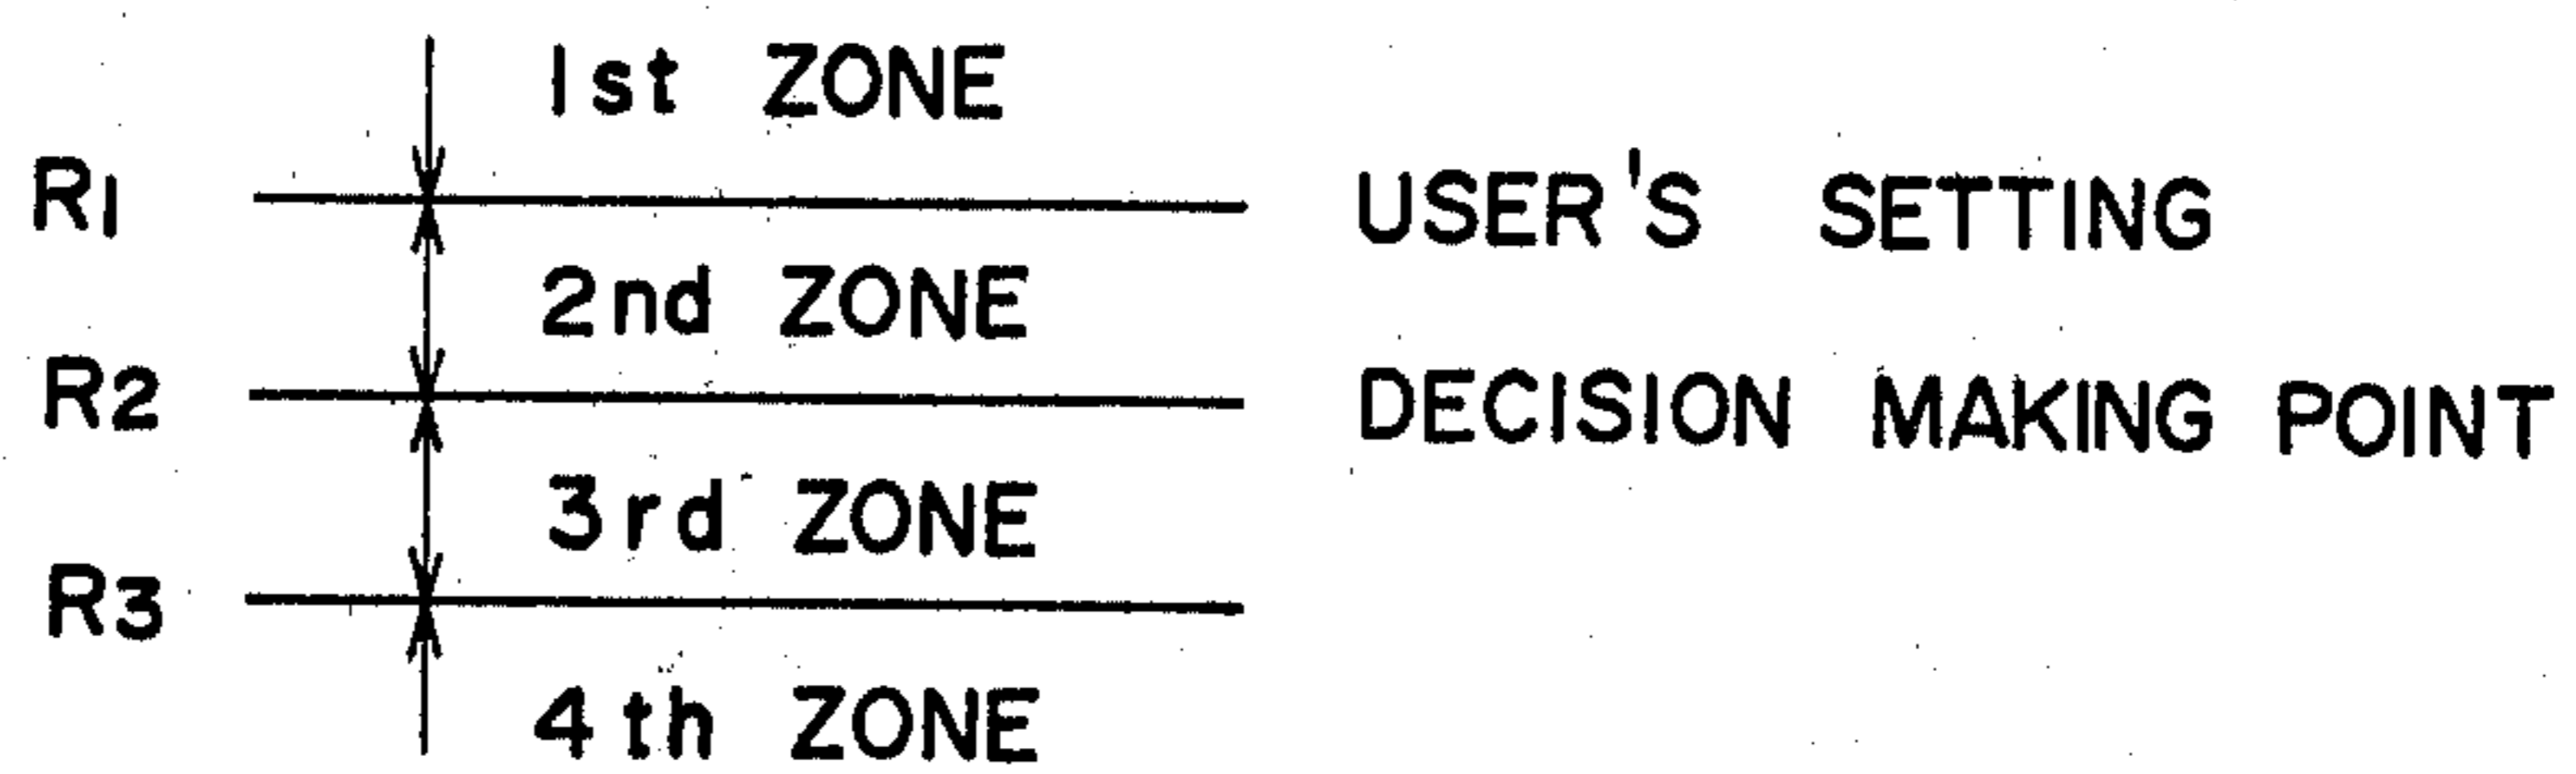 1st ZONE
R1 USER'S SETTING
2nd ZONE
R2 DECISION MAKING POINT
3rd ZONE
R3
4th ZONE